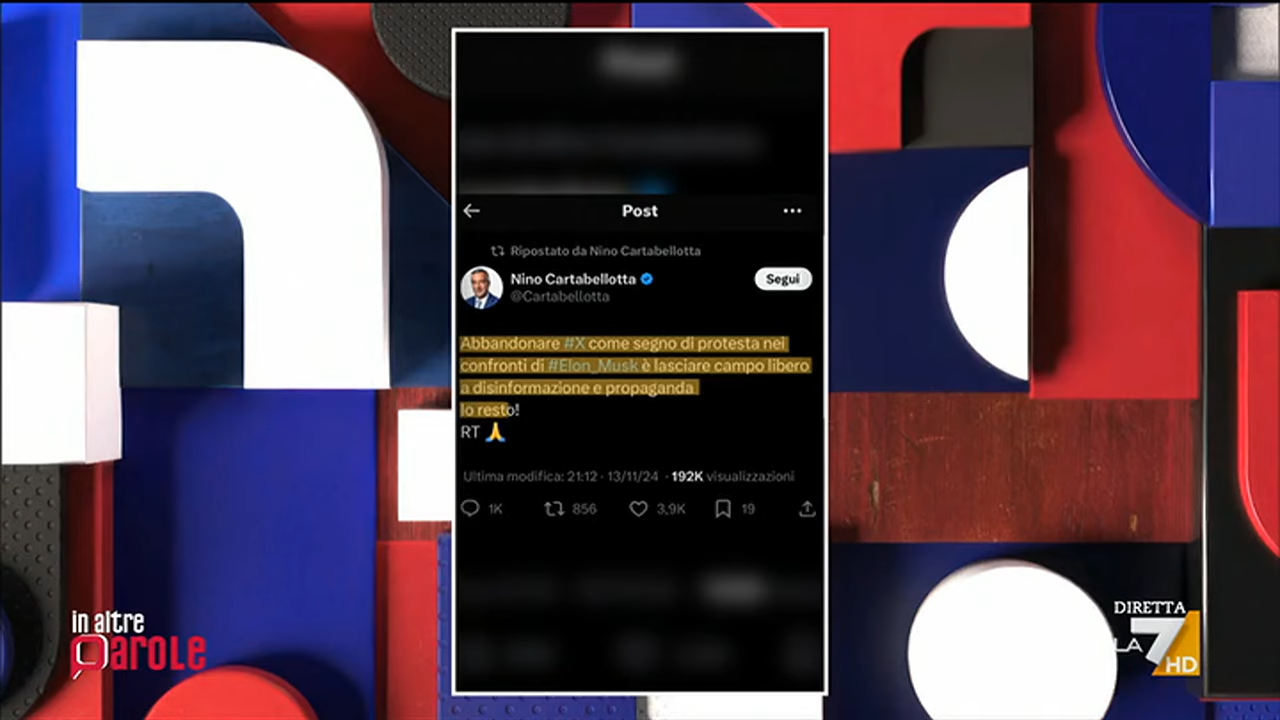 Post
Ripostato da Nino Cartabellotta
Nino Cartabellotta
@Cartabellotta
Segui
Abbandonare #X come segno di protesta nei
confronti di #Elon_Musk è lasciare campo libero
a disinformazione e propaganda
Io resto!
RT 🙏
Ultima modifica: 21:12 · 13/11/24 · 192K visualizzazioni
1K 856 3,9K 19
in altre
parole
DIRETTA
LA7
HD